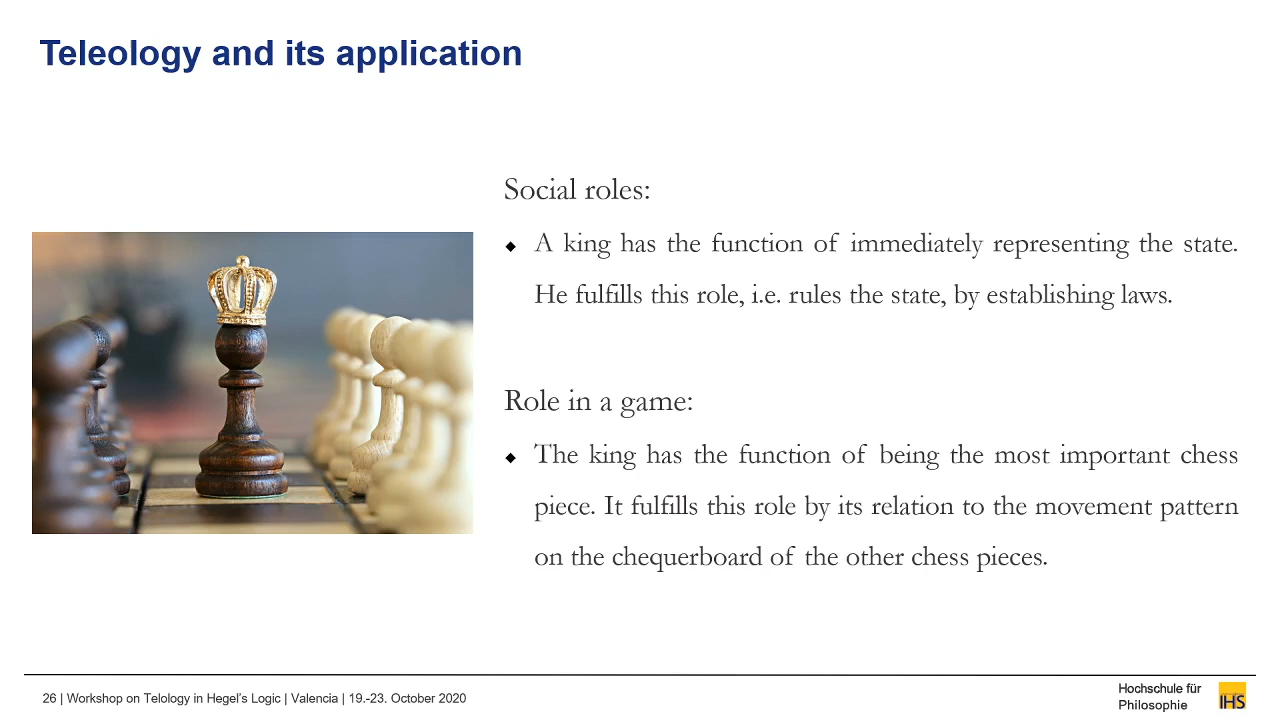 Teleology and its application
Social roles:
⬥ A king has the function of immediately representing the state.
He fulfills this role, i.e. rules the state, by establishing laws.
Role in a game:
⬥ The king has the function of being the most important chess
piece. It fulfills this role by its relation to the movement pattern
on the chequerboard of the other chess pieces.
26 | Workshop on Telology in Hegel's Logic | Valencia | 19.-23. October 2020
Hochschule für
Philosophie
IHS